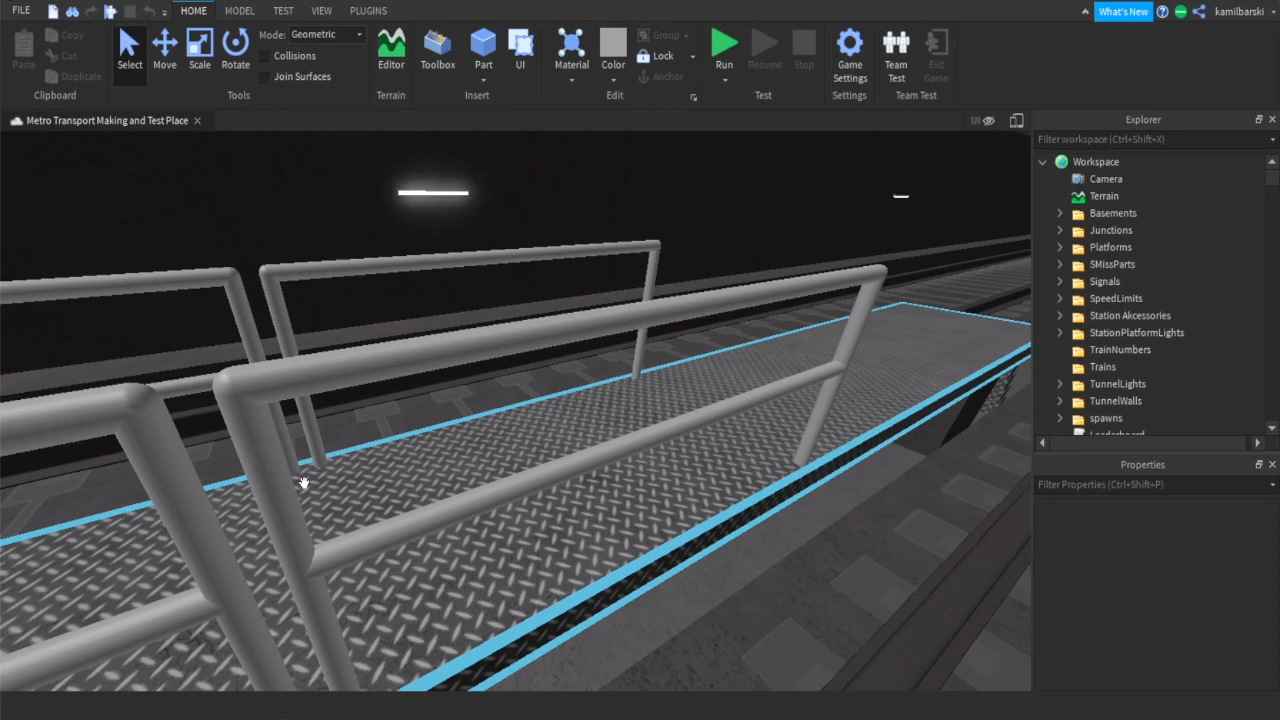 FILE HOME MODEL TEST VIEW PLUGINS What's New kamilbarski
Paste Copy Cut Duplicate
Clipboard
Select Move Scale Rotate
Mode: Geometric
Collisions
Join Surfaces
Tools
Editor
Terrain
Toolbox Part UI
Insert
Material Color Group Lock Anchor
Edit
Run Resume Stop
Test
Game Settings
Settings
Team Test Exit Game
Team Test
Metro Transport Making and Test Place
UI
Explorer
Filter workspace (Ctrl+Shift+X)
Workspace
Camera
Terrain
Basements
Junctions
Platforms
SMissParts
Signals
SpeedLimits
Station Akcessories
StationPlatformLights
TrainNumbers
Trains
TunnelLights
TunnelWalls
spawns
Leaderboard
Properties
Filter Properties (Ctrl+Shift+P)